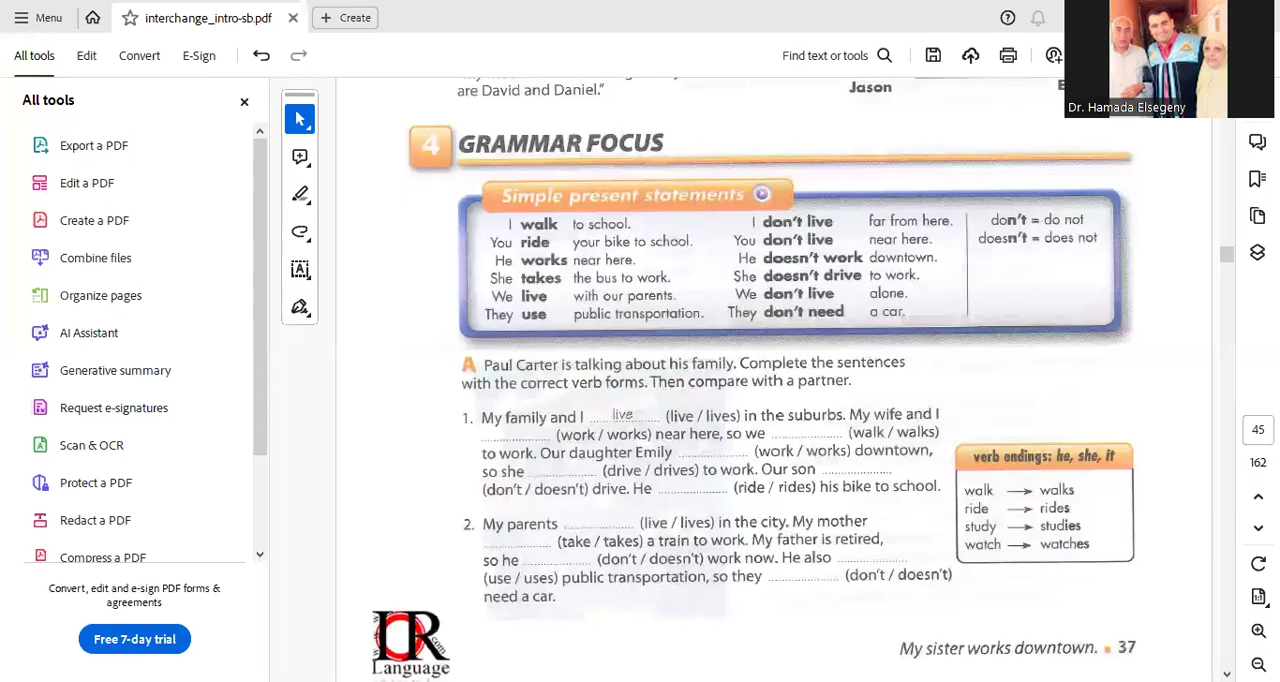 Menu
interchange_intro-sb.pdf
Create
All tools Edit Convert E-Sign
Find text or tools
Dr. Hamada Elsegeny
All tools
Export a PDF
Edit a PDF
Create a PDF
Combine files
Organize pages
AI Assistant
Generative summary
Request e-signatures
Scan & OCR
Protect a PDF
Redact a PDF
Compress a PDF
Convert, edit and e-sign PDF forms &
agreements
Free 7-day trial
are David and Daniel."
Jason
4 GRAMMAR FOCUS
Simple present statements
I walk to school. I don't live far from here. don't = do not
You ride your bike to school. You don't live near here. doesn't = does not
He works near here. He doesn't work downtown.
She takes the bus to work. She doesn't drive to work.
We live with our parents. We don't live alone.
They use public transportation. They don't need a car.
A Paul Carter is talking about his family. Complete the sentences
with the correct verb forms. Then compare with a partner.
1. My family and I live (live / lives) in the suburbs. My wife and I
(work / works) near here, so we (walk / walks)
to work. Our daughter Emily (work / works) downtown,
so she (drive / drives) to work. Our son
(don't / doesn't) drive. He (ride / rides) his bike to school.
2. My parents (live / lives) in the city. My mother
(take / takes) a train to work. My father is retired,
so he (don't / doesn't) work now. He also
(use / uses) public transportation, so they (don't / doesn't)
need a car.
verb endings: he, she, it
walk → walks
ride → rides
study → studies
watch → watches
My sister works downtown. ▪ 37
Language
45
162